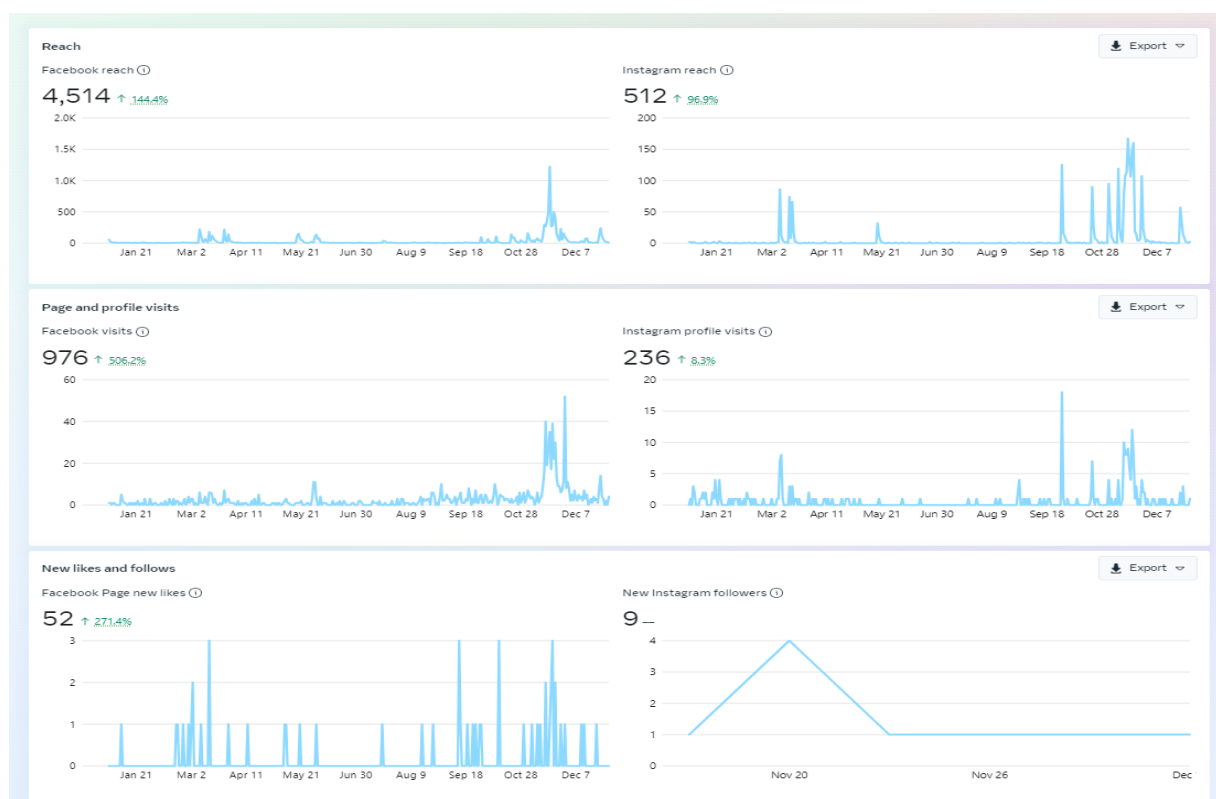 Reach
Export
Facebook reach
4,514 ↑ 144.4%
2.0K
1.5K
1.0K
500
0
Jan 21 Mar 2 Apr 11 May 21 Jun 30 Aug 9 Sep 18 Oct 28 Dec 7
Instagram reach
512 ↑ 96.9%
200
150
100
50
0
Jan 21 Mar 2 Apr 11 May 21 Jun 30 Aug 9 Sep 18 Oct 28 Dec 7
Page and profile visits
Export
Facebook visits
976 ↑ 506.2%
60
40
20
0
Jan 21 Mar 2 Apr 11 May 21 Jun 30 Aug 9 Sep 18 Oct 28 Dec 7
Instagram profile visits
236 ↑ 8.3%
20
15
10
5
0
Jan 21 Mar 2 Apr 11 May 21 Jun 30 Aug 9 Sep 18 Oct 28 Dec 7
New likes and follows
Export
Facebook Page new likes
52 ↑ 271.4%
3
2
1
0
Jan 21 Mar 2 Apr 11 May 21 Jun 30 Aug 9 Sep 18 Oct 28 Dec 7
New Instagram followers
9 —
4
3
2
1
0
Nov 20 Nov 26 Dec